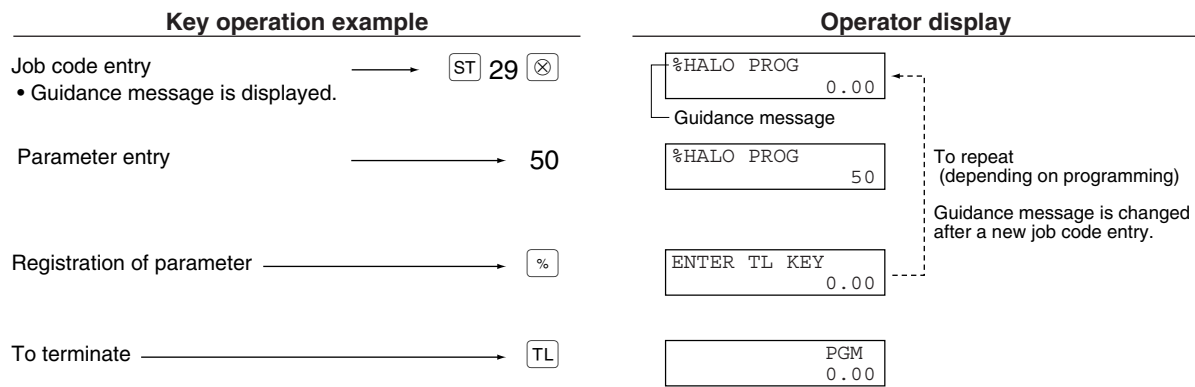 Key operation example
Operator display
Job code entry
ST 29 ⊗
• Guidance message is displayed.
%HALO PROG
0.00
Guidance message
Parameter entry
50
%HALO PROG
50
To repeat
(depending on programming)
Guidance message is changed
after a new job code entry.
Registration of parameter
%
ENTER TL KEY
0.00
To terminate
TL
PGM
0.00